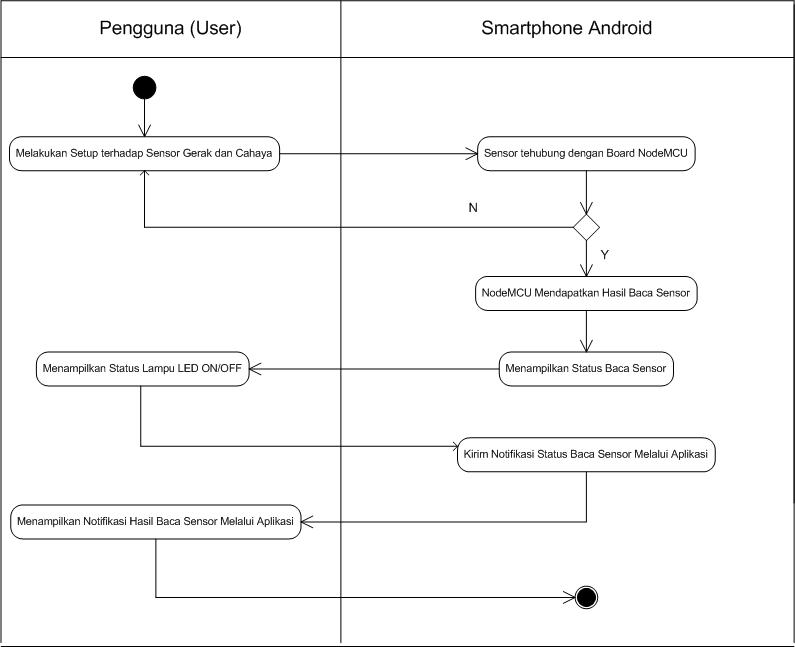 Pengguna (User)
Smartphone Android
Melakukan Setup terhadap Sensor Gerak dan Cahaya
Sensor tehubung dengan Board NodeMCU
N
Y
NodeMCU Mendapatkan Hasil Baca Sensor
Menampilkan Status Lampu LED ON/OFF
Menampilkan Status Baca Sensor
Kirim Notifikasi Status Baca Sensor Melalui Aplikasi
Menampilkan Notifikasi Hasil Baca Sensor Melalui Aplikasi